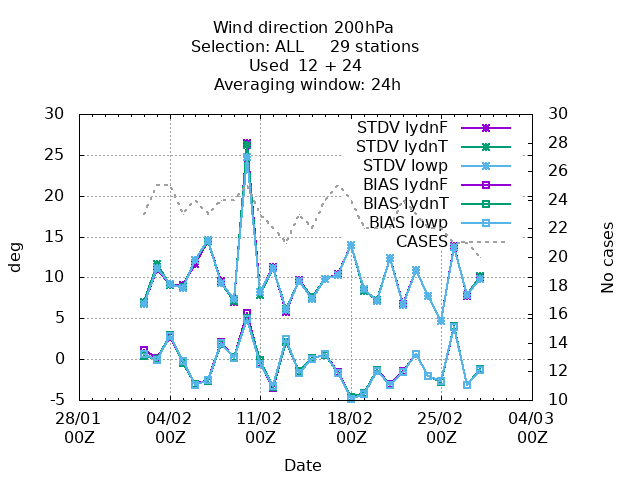 Wind direction 200hPa
Selection: ALL     29 stations
Used  12 + 24
Averaging window: 24h
30
25
20
15
10
5
0
-5
deg
30
28
26
24
22
20
18
16
14
12
10
No cases
STDV lydnF
STDV lydnT
STDV lowp
BIAS lydnF
BIAS lydnT
BIAS lowp
CASES
28/01 04/02 11/02 18/02 25/02 04/03
00Z 00Z 00Z 00Z 00Z 00Z
Date